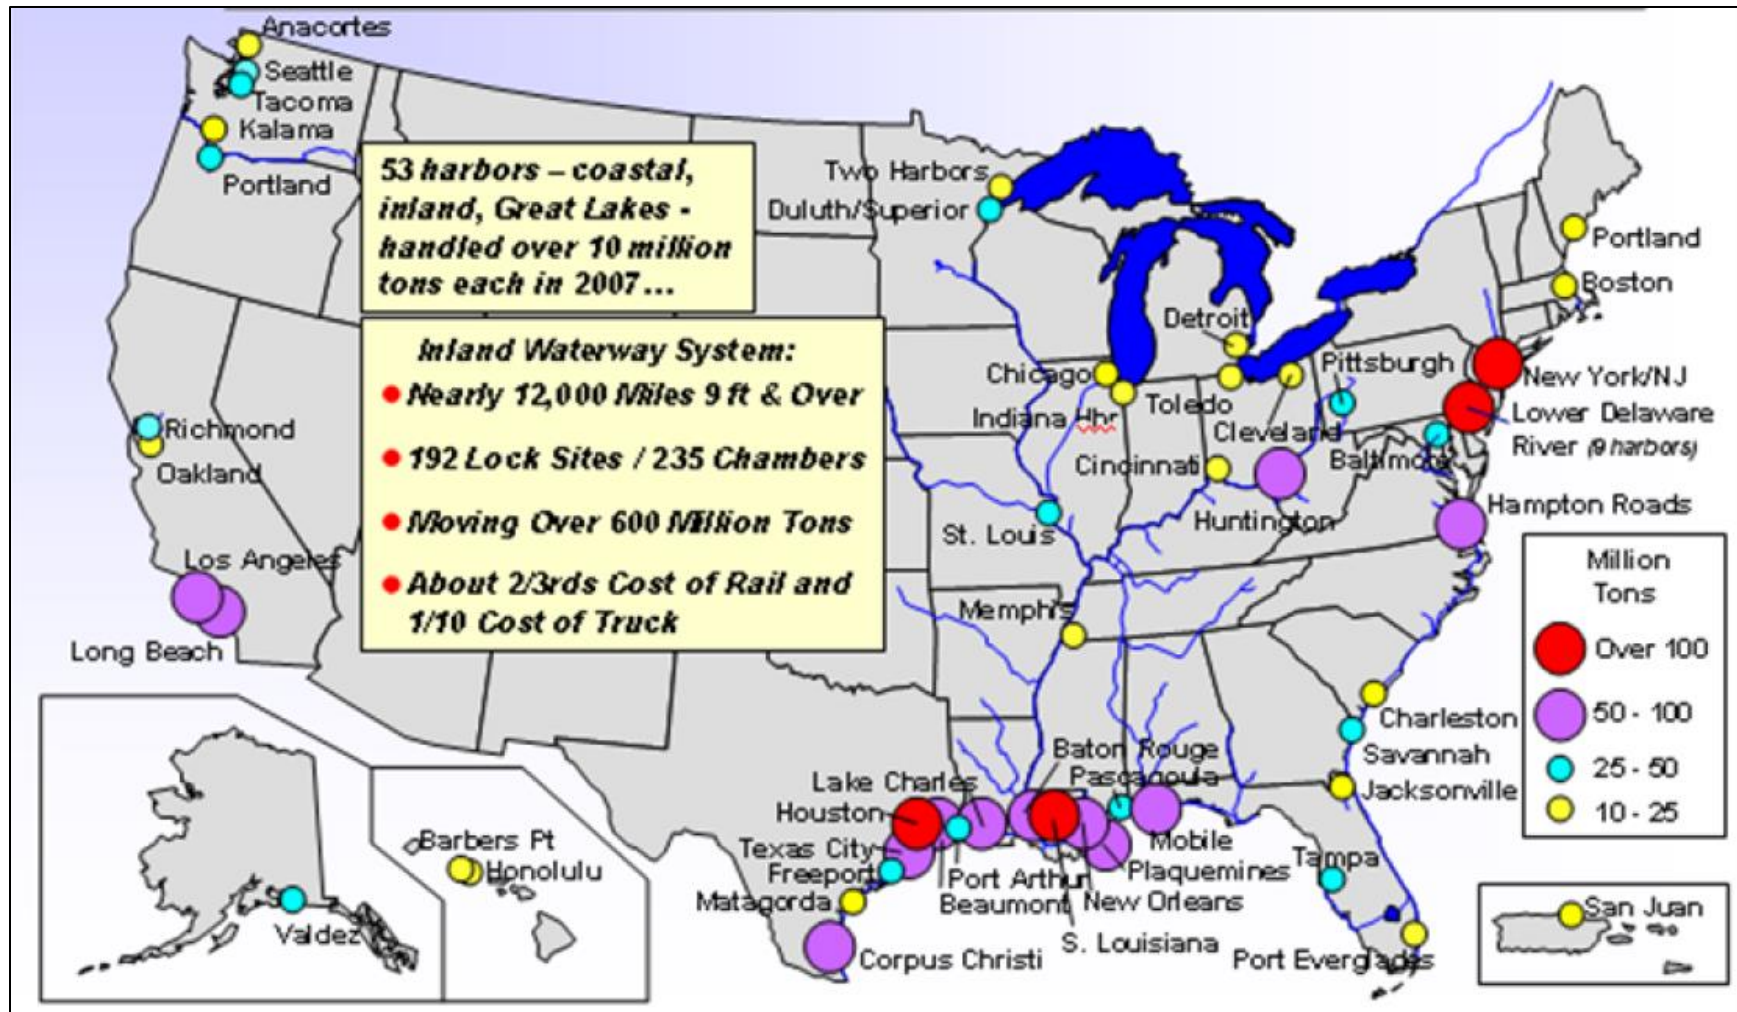 Anacortes
Seattle
Tacoma
Kalama
Portland
53 harbors – coastal,
inland, Great Lakes -
handled over 10 million
tons each in 2007…
Inland Waterway System:
Nearly 12,000 Miles 9 ft & Over
192 Lock Sites / 235 Chambers
Moving Over 600 Million Tons
About 2/3rds Cost of Rail and
1/10 Cost of Truck
Two Harbors
Duluth/Superior
Portland
Boston
Detroit
Pittsburgh
Chicago
New York/NJ
Indiana Hbr
Toledo
Lower Delaware
River (9 harbors)
Cleveland
Baltimore
Richmond
Oakland
Cincinnati
Huntington
Hampton Roads
St. Louis
Los Angeles
Long Beach
Memphis
Million
Tons
Over 100
50 - 100
25 - 50
10 - 25
Charleston
Savannah
Jacksonville
Baton Rouge
Pascagoula
Lake Charles
Houston
Texas City
Freeport
Matagorda
Corpus Christi
Port Arthur
Beaumont
New Orleans
S. Louisiana
Plaquemines
Mobile
Tampa
Port Everglades
Barbers Pt
Honolulu
Valdez
San Juan